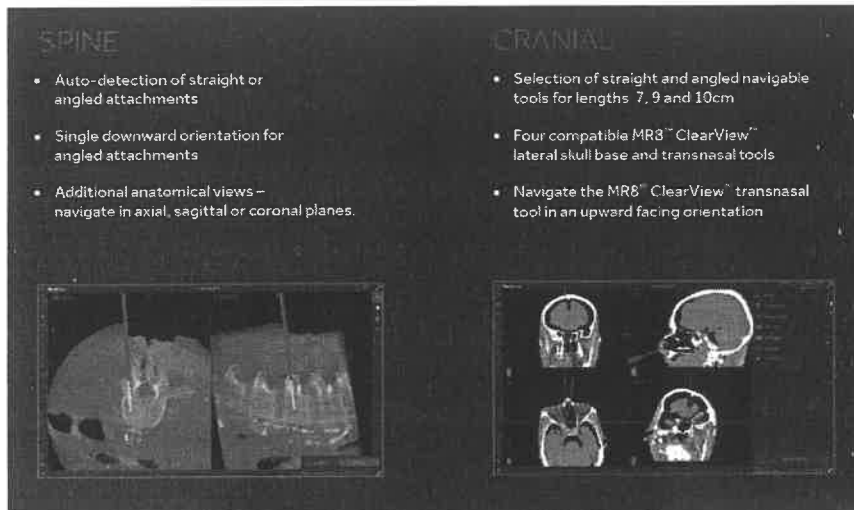 SPINE
• Auto-detection of straight or
angled attachments
• Single downward orientation for
angled attachments
• Additional anatomical views –
navigate in axial, sagittal or coronal planes.
CRANIAL
• Selection of straight and angled navigable
tools for lengths 7, 9 and 10cm
• Four compatible MR8™ ClearView™
lateral skull base and transnasal tools
• Navigate the MR8™ ClearView™ transnasal
tool in an upward facing orientation